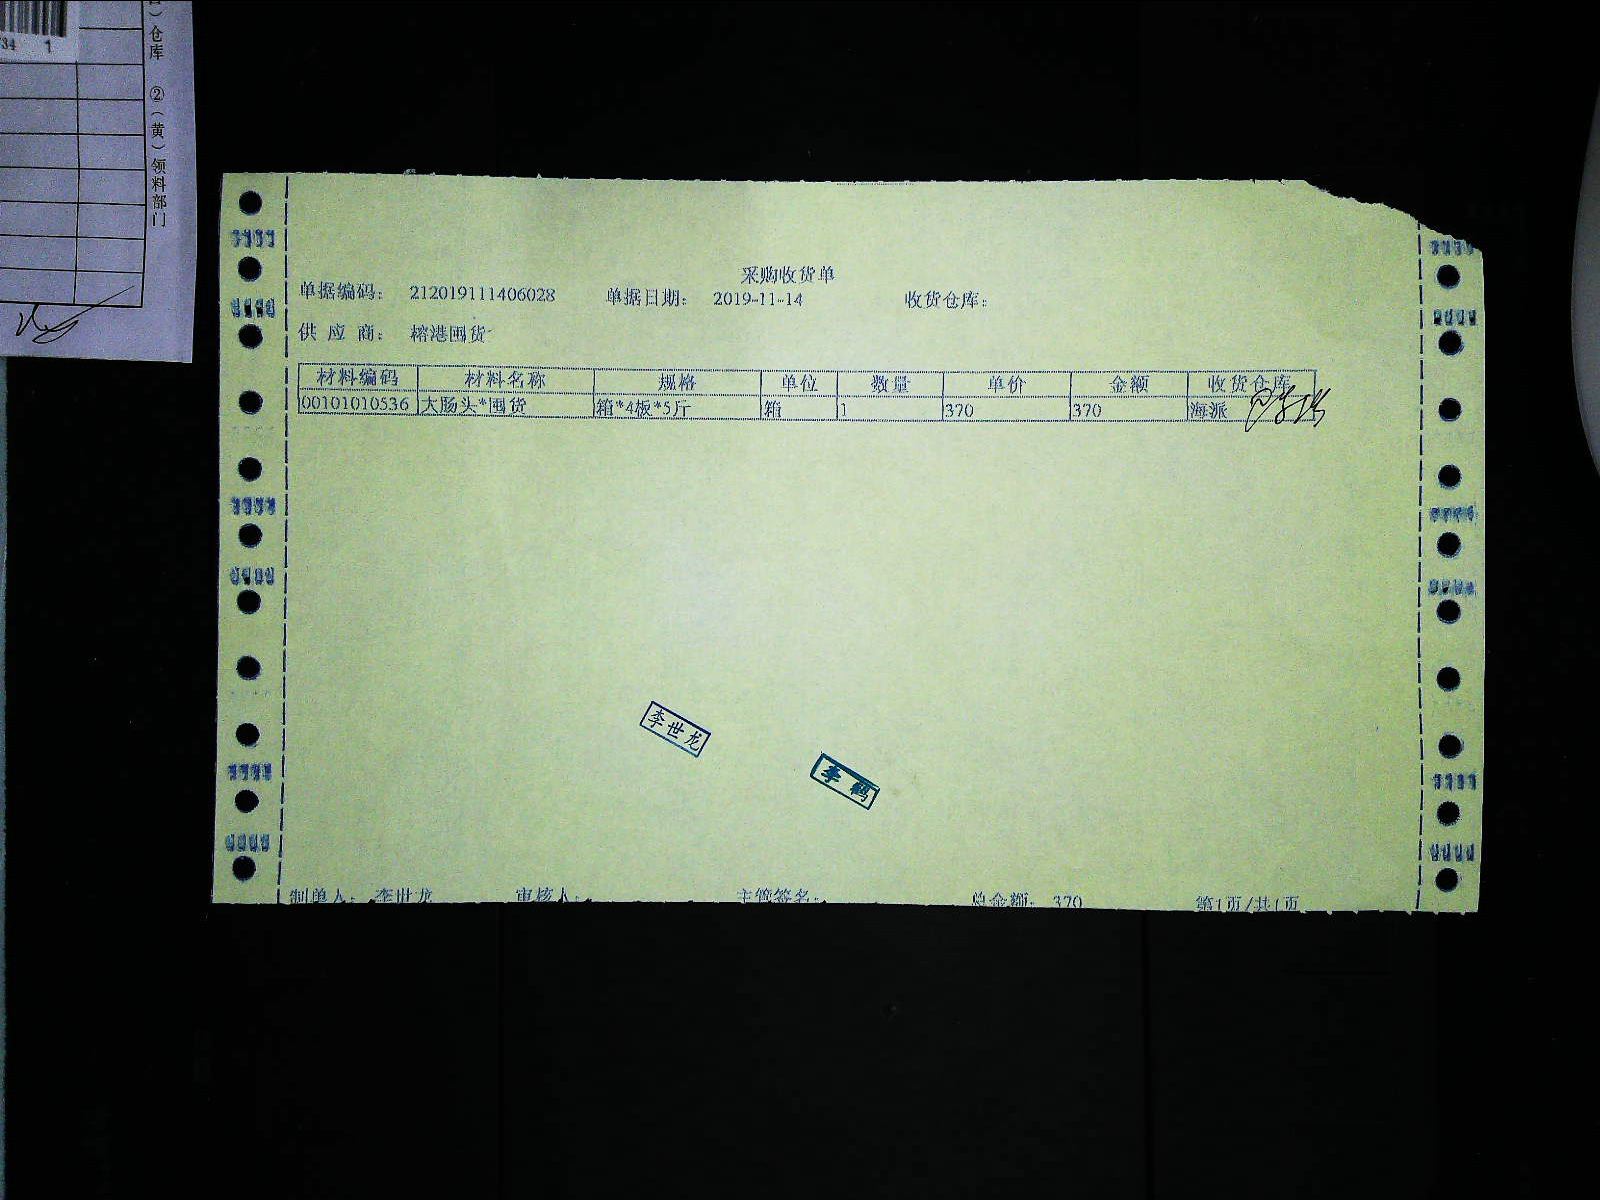 34 1
）仓库 ②（黄）领料部门
采购收货单
单据编码： 212019111406028 单据日期： 2019-11-14 收货仓库：
供 应 商： 榕港囤货
材料编码 材料名称 规格 单位 数量 单价 金额 收货仓库
00101010536 大肠头*囤货 箱*4板*5斤 箱 1 370 370 海派
李世龙
李鹤
制单人： 李世龙 审核人： 主管签名： 总金额： 370 第1页/共1页